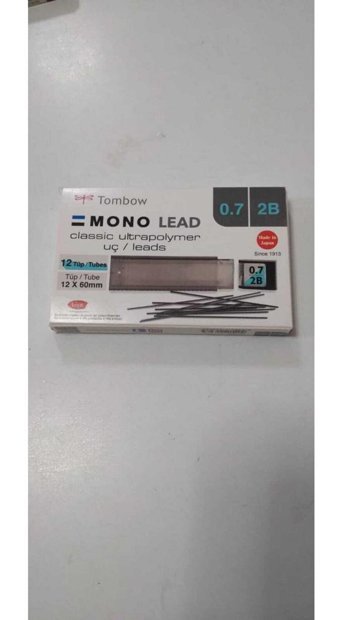 Tombow
MONO LEAD
classic ultrapolymer
uç / leads
0.7 2B
Made in
Japan
Since 1913
12 Tüp/Tubes
Tüp / Tube
12 X 60mm
0.7
2B